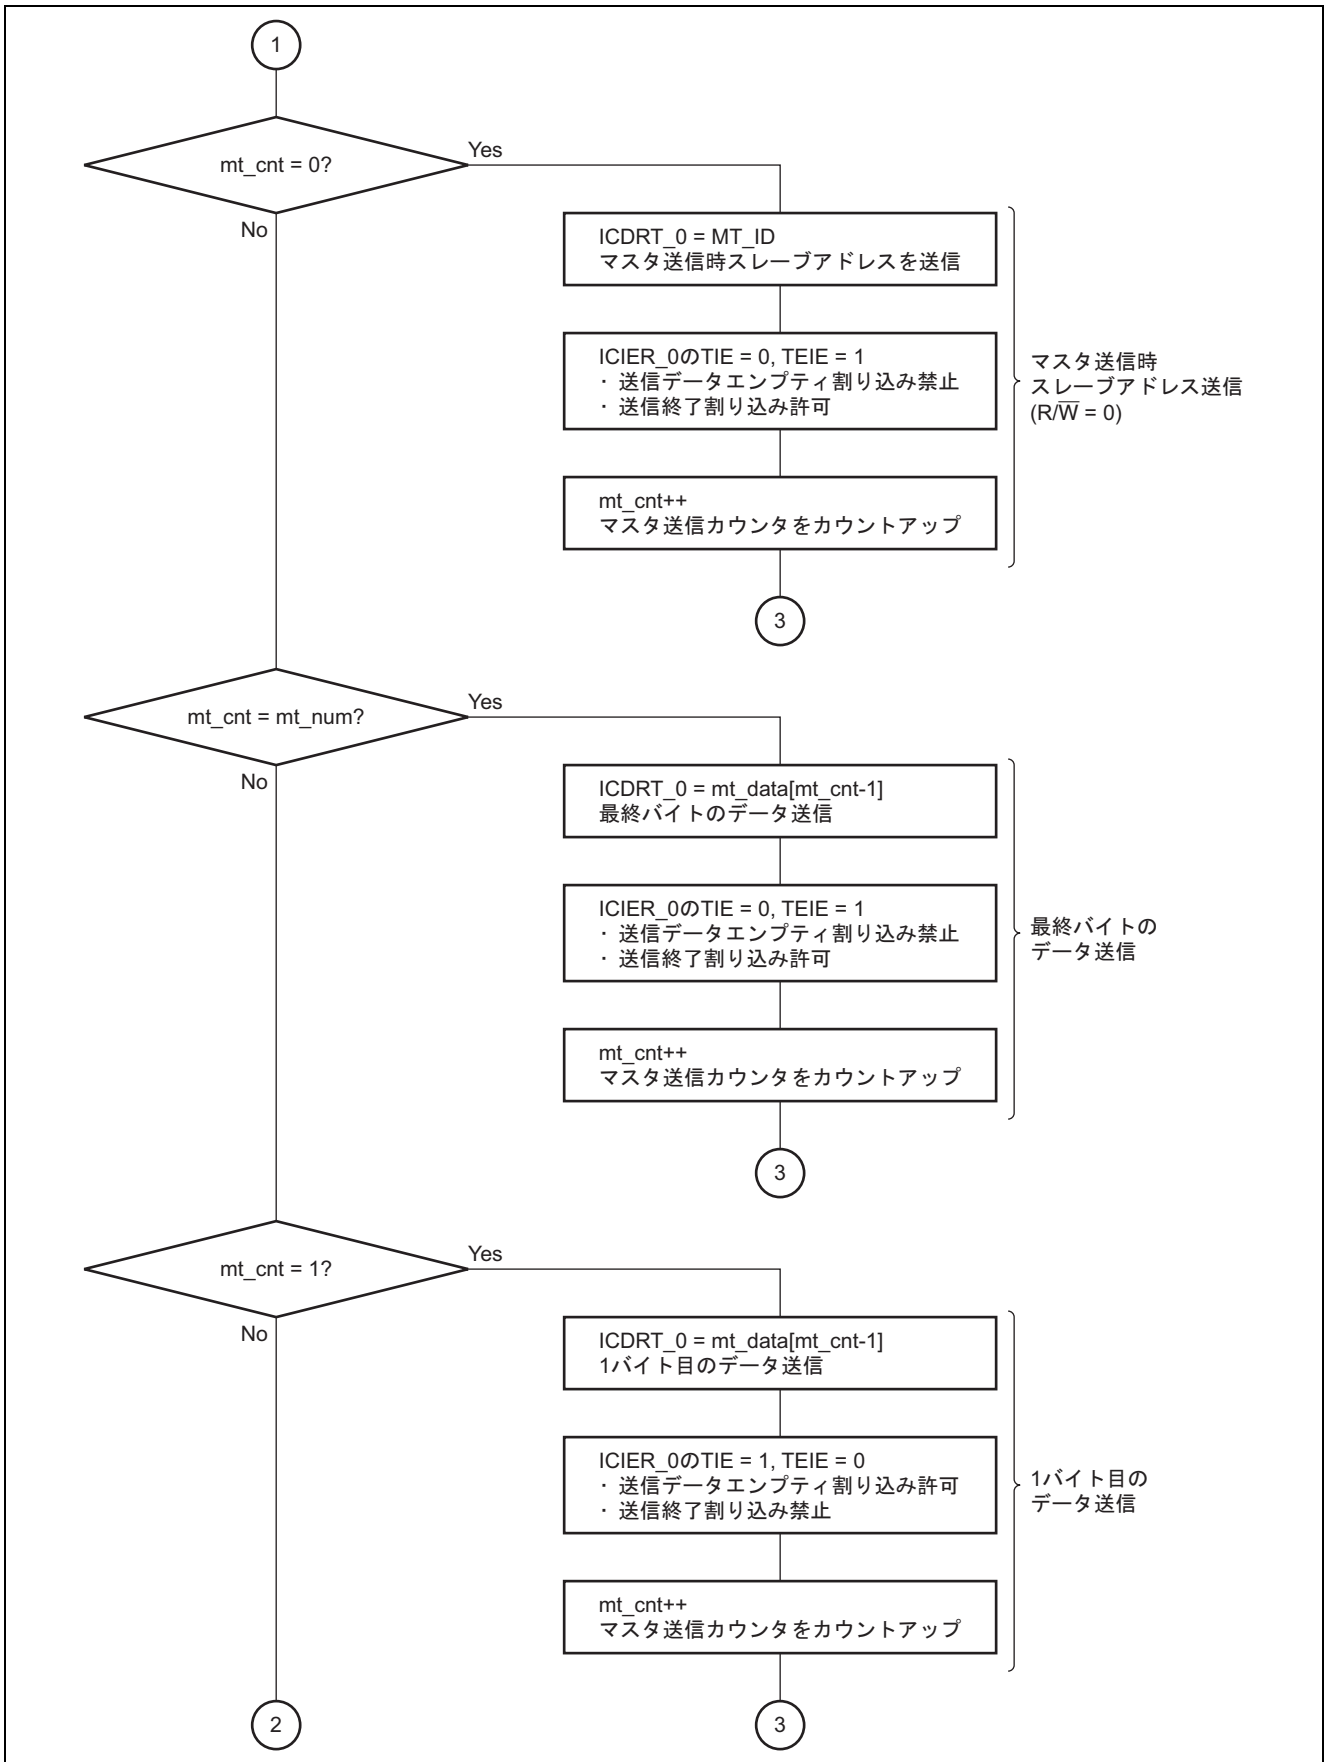 1
mt_cnt = 0?
Yes
No
ICDRT_0 = MT_ID
マスタ送信時スレーブアドレスを送信
ICIER_0のTIE = 0, TEIE = 1
・ 送信データエンプティ割り込み禁止
・ 送信終了割り込み許可
mt_cnt++
マスタ送信カウンタをカウントアップ
マスタ送信時
スレーブアドレス送信
(R/W̅ = 0)
3
mt_cnt = mt_num?
Yes
No
ICDRT_0 = mt_data[mt_cnt-1]
最終バイトのデータ送信
ICIER_0のTIE = 0, TEIE = 1
・ 送信データエンプティ割り込み禁止
・ 送信終了割り込み許可
mt_cnt++
マスタ送信カウンタをカウントアップ
最終バイトの
データ送信
3
mt_cnt = 1?
Yes
No
ICDRT_0 = mt_data[mt_cnt-1]
1バイト目のデータ送信
ICIER_0のTIE = 1, TEIE = 0
・ 送信データエンプティ割り込み許可
・ 送信終了割り込み禁止
mt_cnt++
マスタ送信カウンタをカウントアップ
1バイト目の
データ送信
2
3